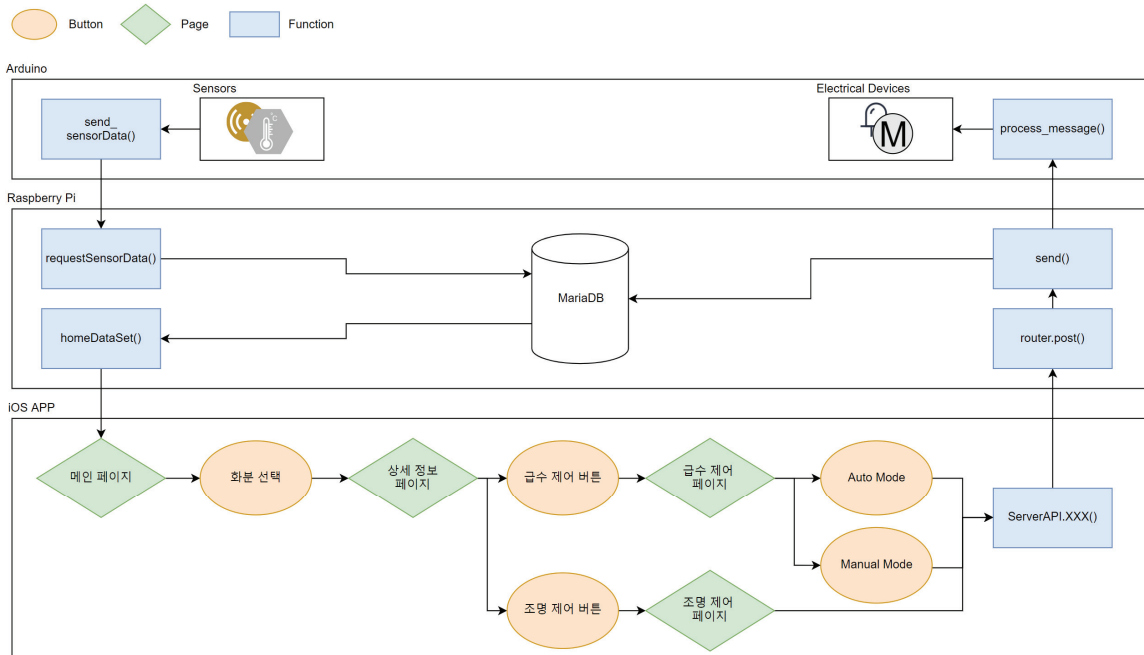 Button
Page
Function
Arduino
Sensors
Electrical Devices
send_
sensorData()
°C
M
process_message()
Raspberry Pi
requestSensorData()
MariaDB
send()
homeDataSet()
router.post()
iOS APP
메인 페이지
화분 선택
상세 정보
페이지
급수 제어 버튼
급수 제어
페이지
Auto Mode
ServerAPI.XXX()
Manual Mode
조명 제어 버튼
조명 제어
페이지